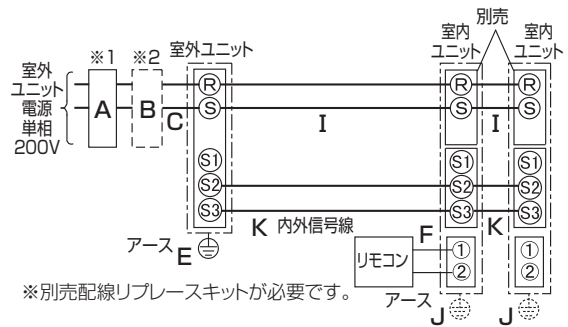 別売
※1 ※2 室外ユニット
室内
ユニット
室内
ユニット
室外
ユニット
電源
単相
200V
A
B
C
R
S
S1
S2
S3
I
R
S
S1
S2
S3
I
R
S
S1
S2
S3
K 内外信号線
K
アース E
F
リモコン
①
②
①
②
アース J
J
※別売配線リプレースキットが必要です。